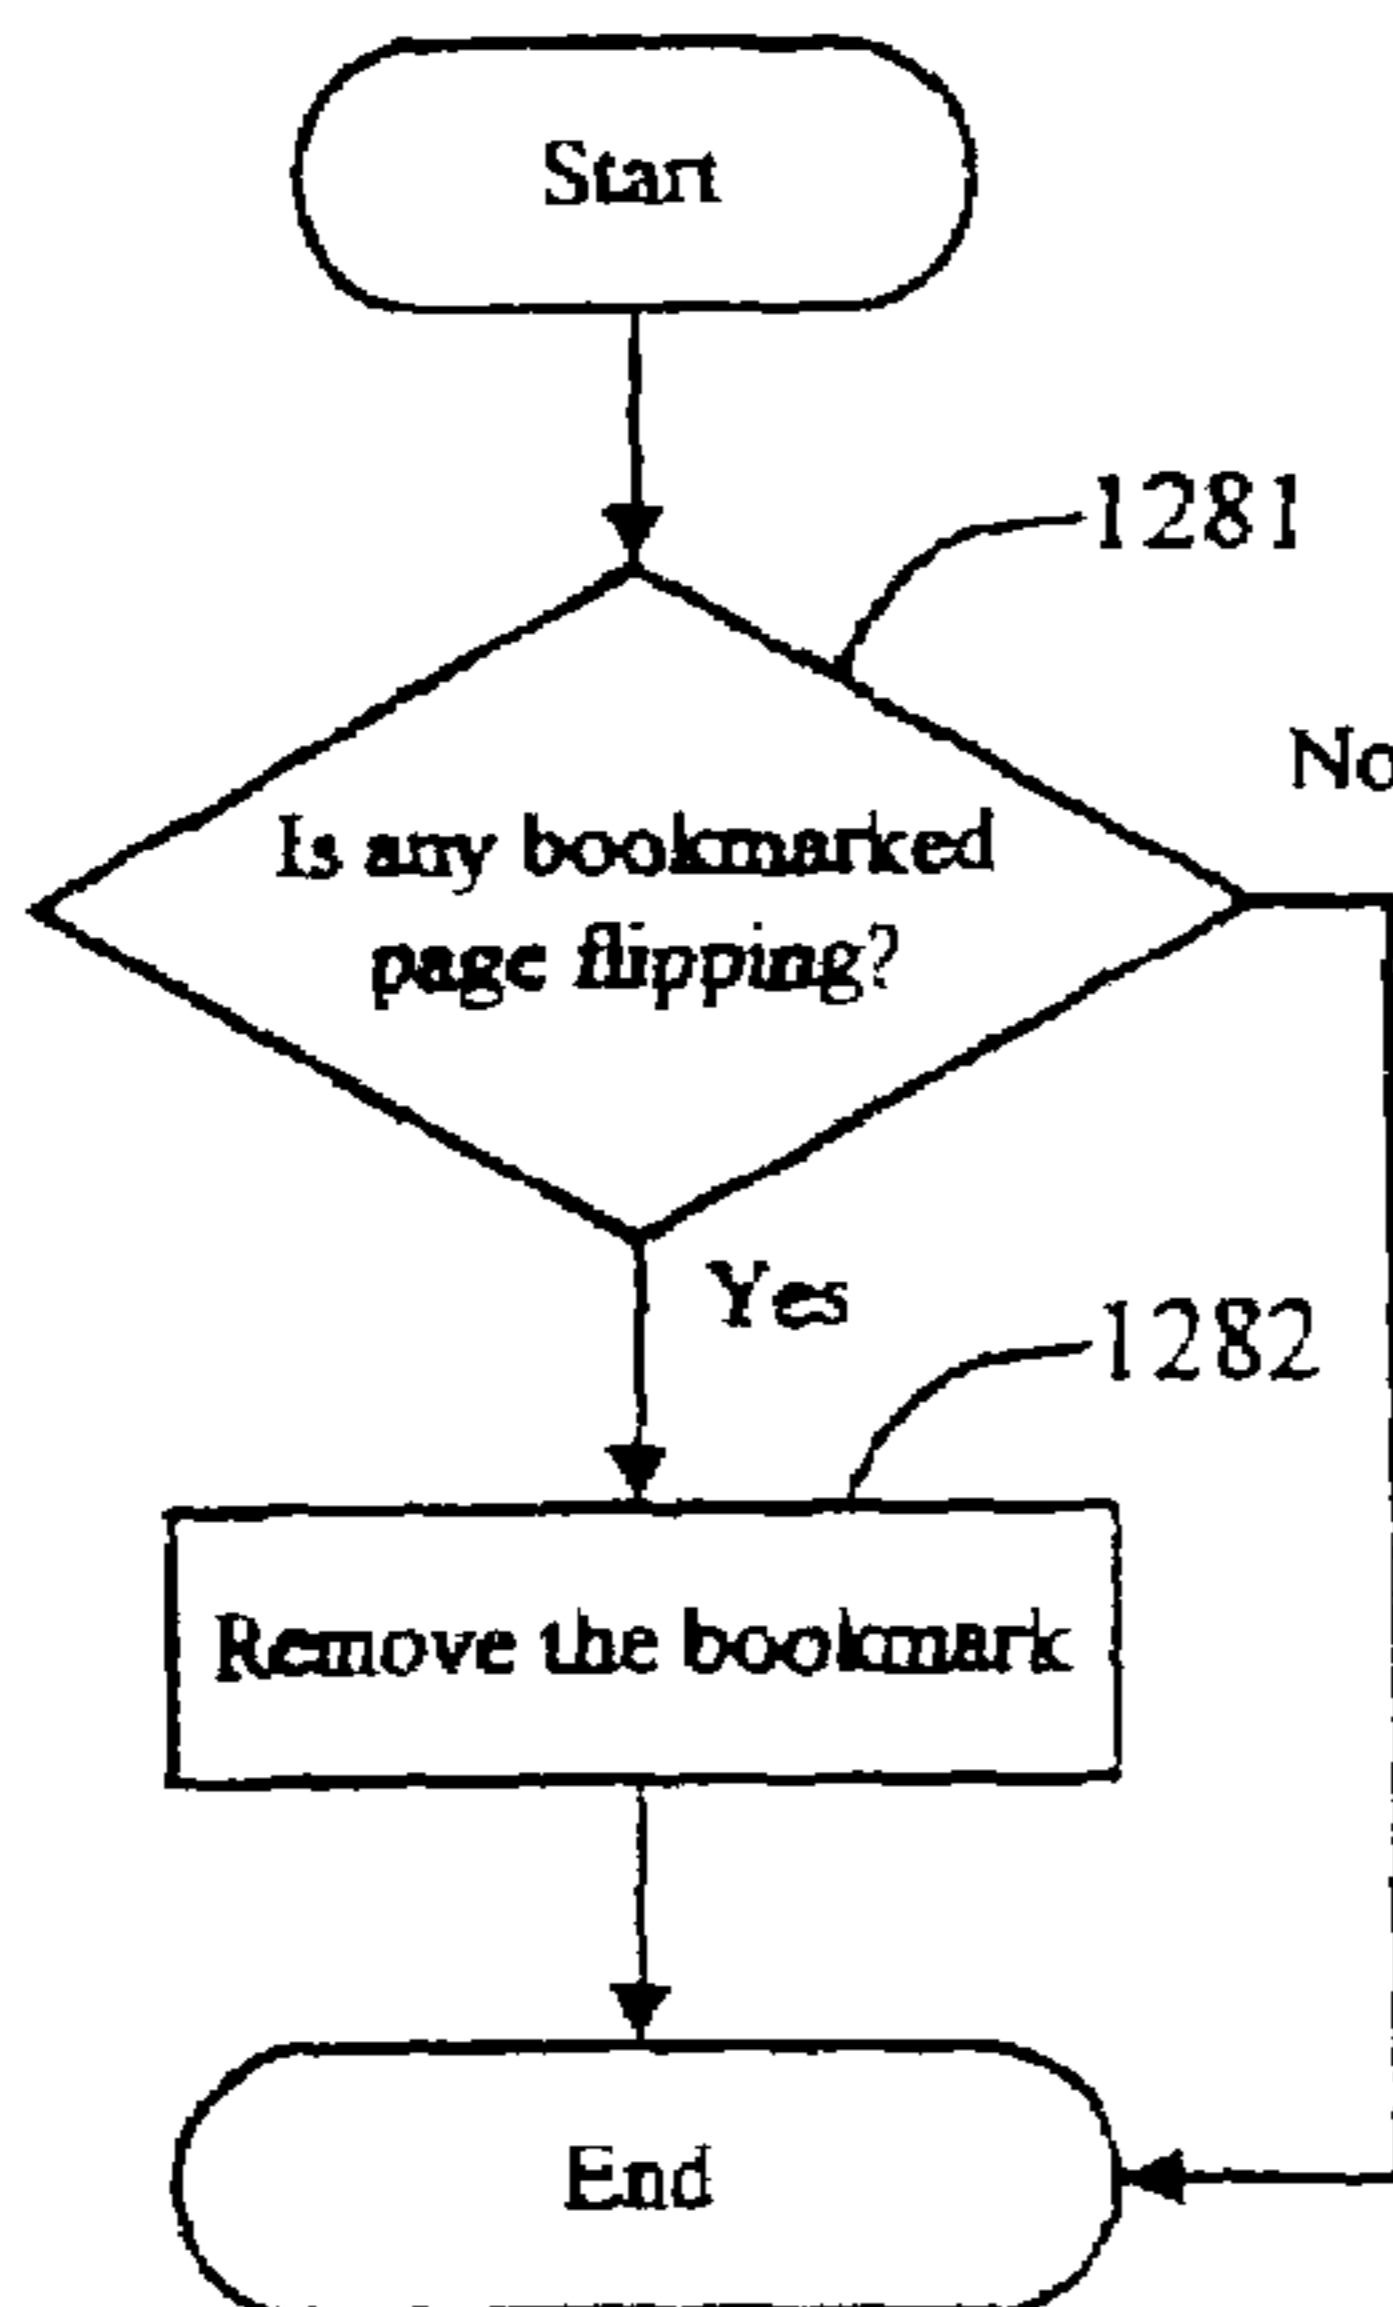 Start
1281
No
Is any bookmarked
page flipping?
Yes
1282
Remove the bookmark
End